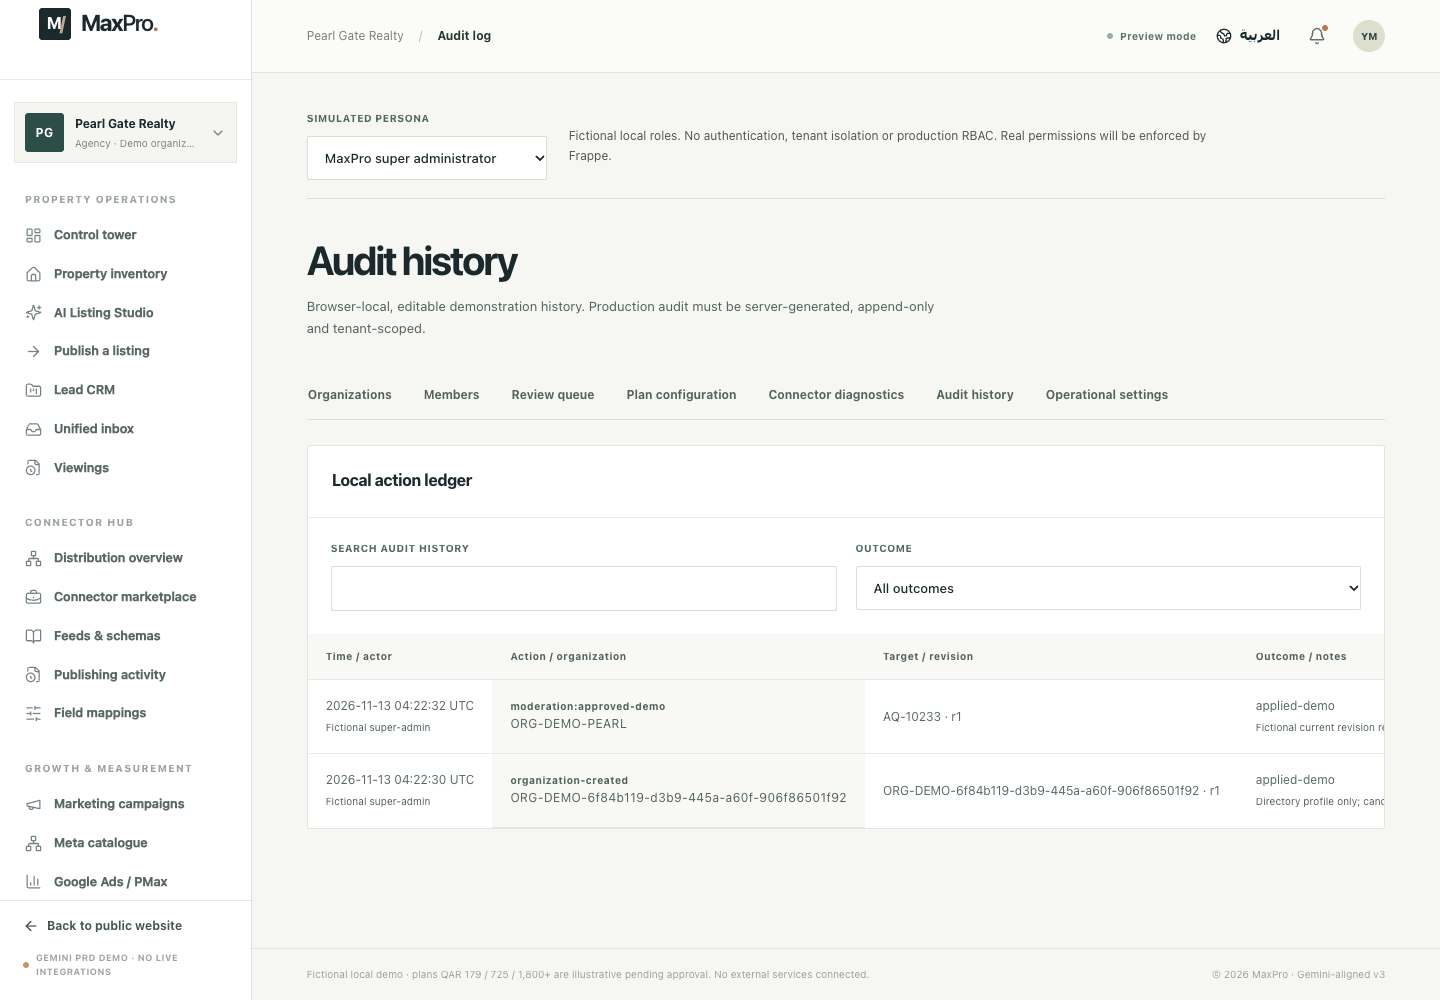 M/ MaxPro.
Pearl Gate Realty / Audit log
Preview mode
العربية
YM
PG
Pearl Gate Realty
Agency · Demo organiz...
PROPERTY OPERATIONS
Control tower
Property inventory
AI Listing Studio
Publish a listing
Lead CRM
Unified inbox
Viewings
CONNECTOR HUB
Distribution overview
Connector marketplace
Feeds & schemas
Publishing activity
Field mappings
GROWTH & MEASUREMENT
Marketing campaigns
Meta catalogue
Google Ads / PMax
Back to public website
GEMINI PRD DEMO · NO LIVE
INTEGRATIONS
SIMULATED PERSONA
MaxPro super administrator
Fictional local roles. No authentication, tenant isolation or production RBAC. Real permissions will be enforced by
Frappe.
Audit history
Browser-local, editable demonstration history. Production audit must be server-generated, append-only
and tenant-scoped.
Organizations Members Review queue Plan configuration Connector diagnostics Audit history Operational settings
Local action ledger
SEARCH AUDIT HISTORY
OUTCOME
All outcomes
Time / actor Action / organization Target / revision Outcome / notes
2026-11-13 04:22:32 UTC
Fictional super-admin
moderation:approved-demo
ORG-DEMO-PEARL
AQ-10233 · r1
applied-demo
Fictional current revision re
2026-11-13 04:22:30 UTC
Fictional super-admin
organization-created
ORG-DEMO-6f84b119-d3b9-445a-a60f-906f86501f92
ORG-DEMO-6f84b119-d3b9-445a-a60f-906f86501f92 · r1
applied-demo
Directory profile only; canc
Fictional local demo · plans QAR 179 / 725 / 1,800+ are illustrative pending approval. No external services connected.
© 2026 MaxPro · Gemini-aligned v3